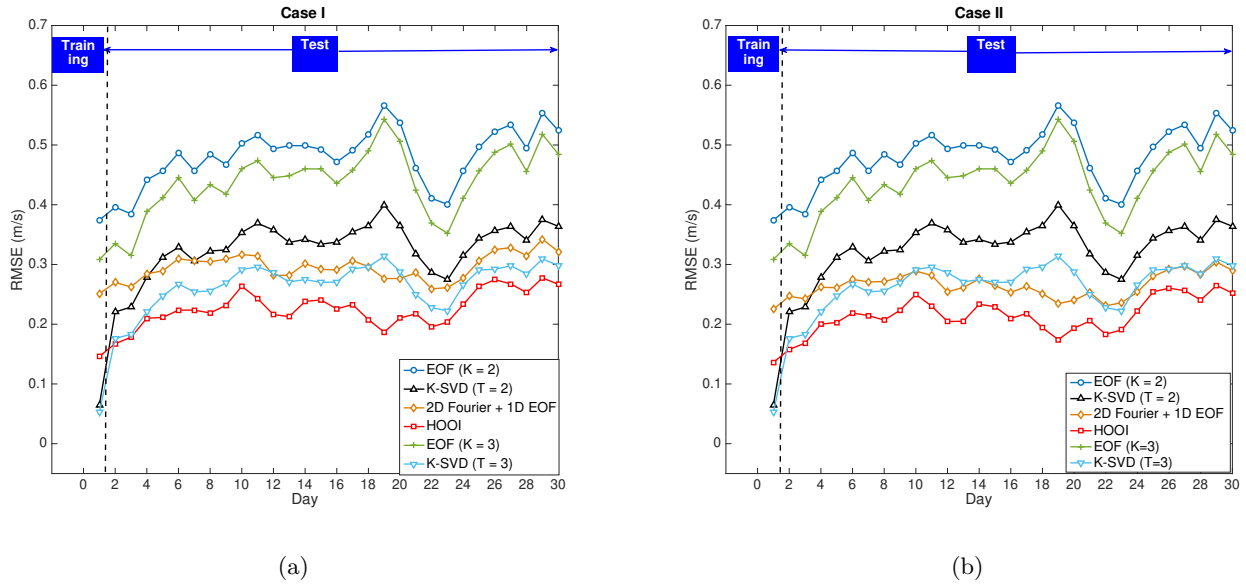 Case I
0.7
0.6
0.5
0.4
0.3
0.2
0.1
0
RMSE (m/s)
Train
ing
Test
EOF (K = 2)
K-SVD (T = 2)
2D Fourier + 1D EOF
HOOI
EOF (K = 3)
K-SVD (T = 3)
0 2 4 6 8 10 12 14 16 18 20 22 24 26 28 30
Day
(a)
Case II
0.7
0.6
0.5
0.4
0.3
0.2
0.1
0
RMSE (m/s)
Train
ing
Test
EOF (K = 2)
K-SVD (T = 2)
2D Fourier + 1D EOF
HOOI
EOF (K=3)
K-SVD (T=3)
0 2 4 6 8 10 12 14 16 18 20 22 24 26 28 30
Day
(b)